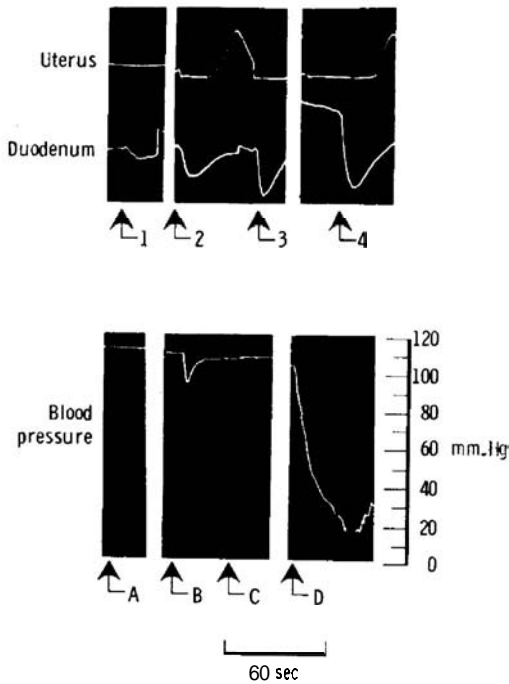 Uterus
Duodenum
1 2 3 4
Blood
pressure
120
100
80
60
40
20
0
mm.Hg
A B C D
60 sec